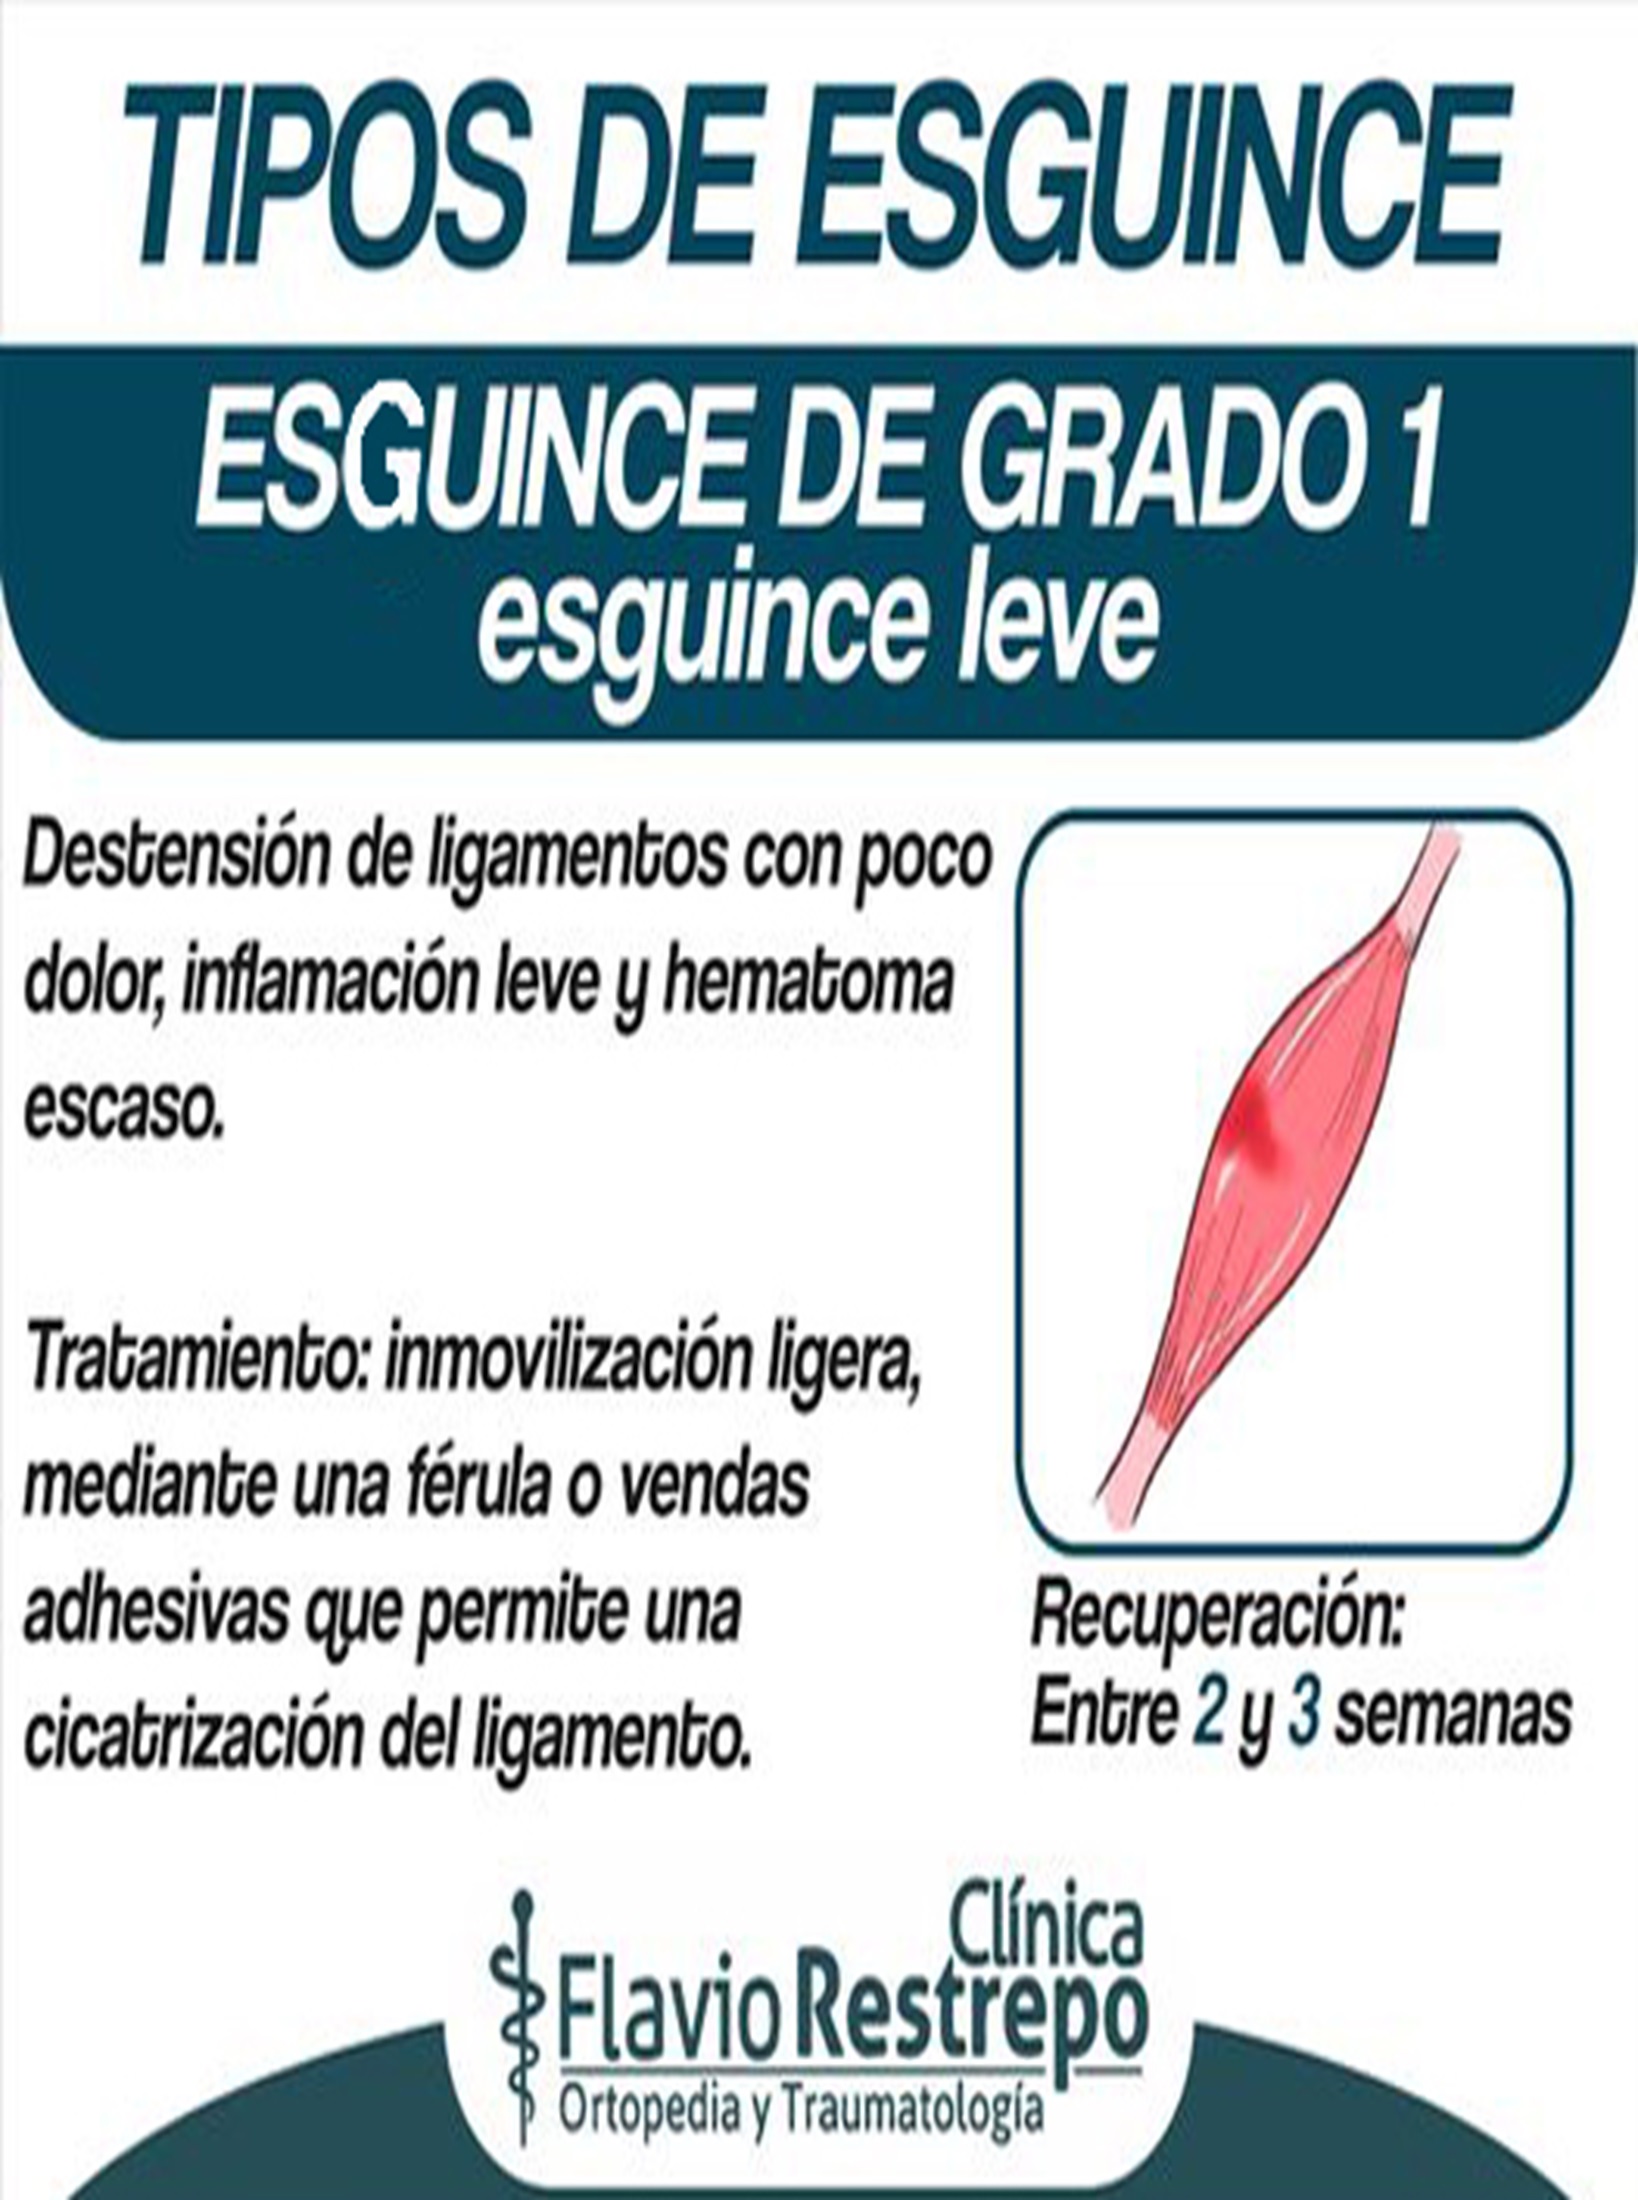 TIPOS DE ESGUINCE
ESGUINCE DE GRADO 1
esguince leve
Destensión de ligamentos con poco
dolor, inflamación leve y hematoma
escaso.
Tratamiento: inmovilización ligera,
mediante una férula o vendas
adhesivas que permite una
cicatrización del ligamento.
Recuperación:
Entre 2 y 3 semanas
Clínica
Flavio Restrepo
Ortopedia y Traumatología